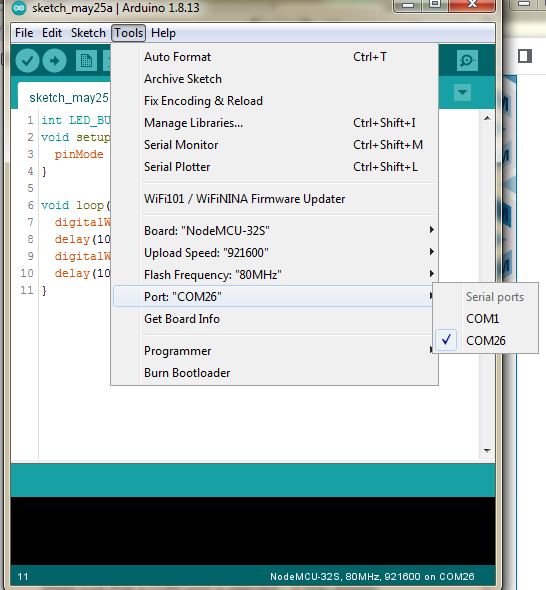 sketch_may25a | Arduino 1.8.13
File Edit Sketch Tools Help
sketch_may25
Auto Format Ctrl+T
Archive Sketch
Fix Encoding & Reload
Manage Libraries... Ctrl+Shift+I
Serial Monitor Ctrl+Shift+M
Serial Plotter Ctrl+Shift+L
WiFi101 / WiFiNINA Firmware Updater
Board: "NodeMCU-32S"
Upload Speed: "921600"
Flash Frequency: "80MHz"
Port: "COM26"
Get Board Info
Programmer
Burn Bootloader
Serial ports
COM1
COM26
1 int LED_BU
2 void setup
3 pinMode
4 }
5
6 void loop(
7 digitalW
8 delay(10
9 digitalW
10 delay(10
11 }
11 NodeMCU-32S, 80MHz, 921600 on COM26